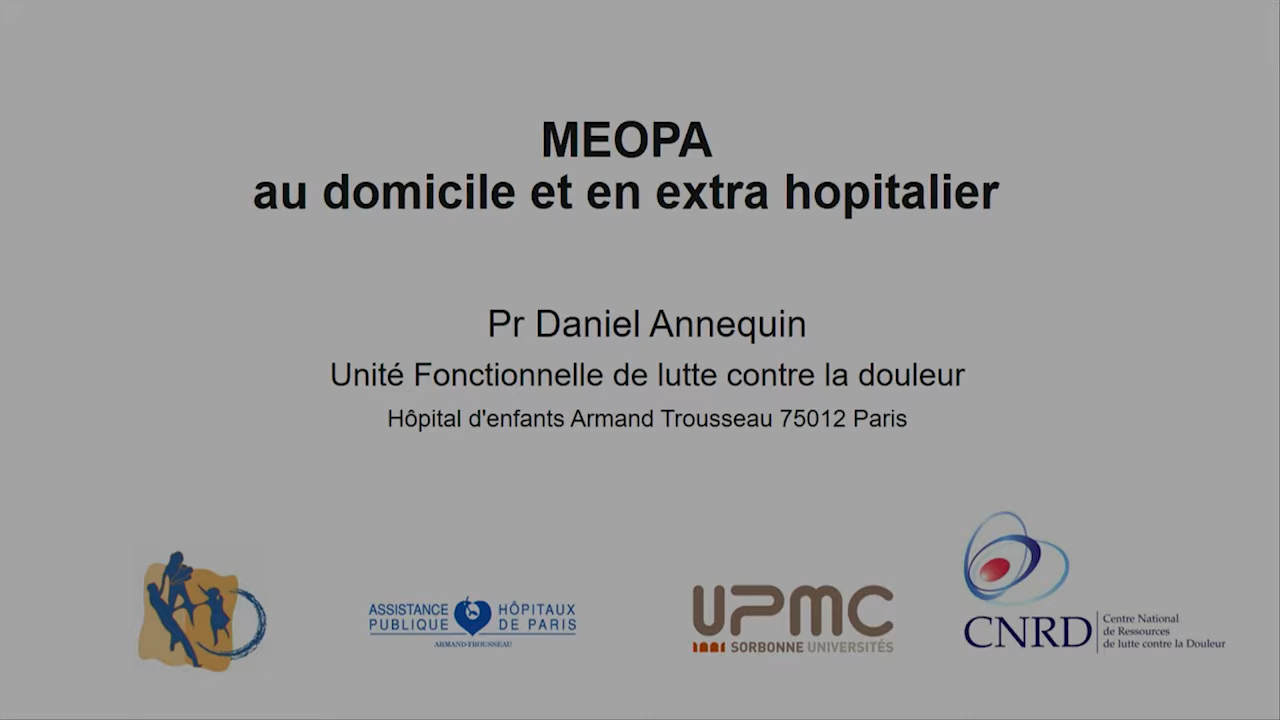 MEOPA
au domicile et en extra hopitalier
Pr Daniel Annequin
Unité Fonctionnelle de lutte contre la douleur
Hôpital d'enfants Armand Trousseau 75012 Paris
ASSISTANCE PUBLIQUE HÔPITAUX DE PARIS
ARMAND-TROUSSEAU
UPMC
SORBONNE UNIVERSITÉS
CNRD
Centre National
de Ressources
de lutte contre la Douleur